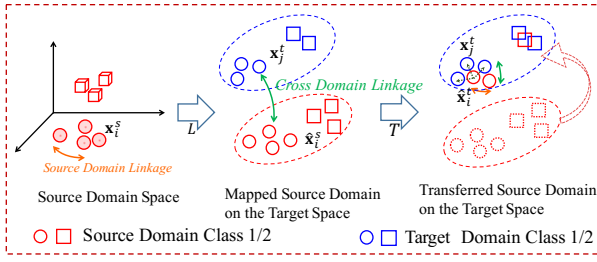 x_j^t
x_j^t
Cross Domain Linkage
x_i^s
L
x̂_i^s
T
x̂_i^t
Source Domain Linkage
Source Domain Space
Mapped Source Domain
on the Target Space
Transferred Source Domain
on the Target Space
Source Domain Class 1/2
Target Domain Class 1/2